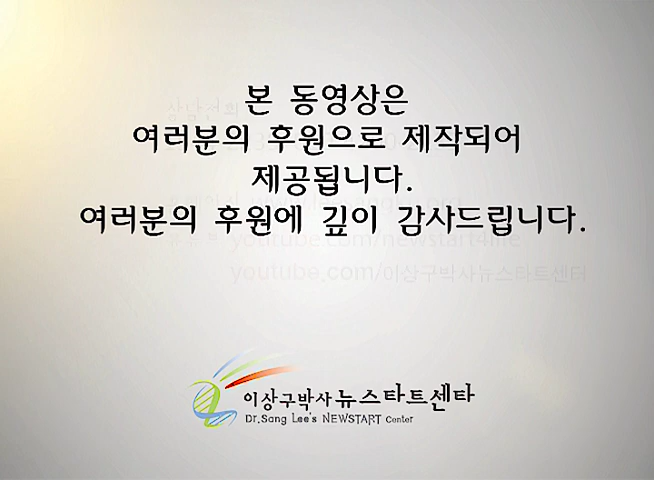 본 동영상은
여러분의 후원으로 제작되어
제공됩니다.
여러분의 후원에 깊이 감사드립니다.
youtube.com/newstart4life
youtube.com/이상구박사뉴스타트센터
이상구박사 뉴스타트센타
Dr.Sang Lee's NEWSTART Center